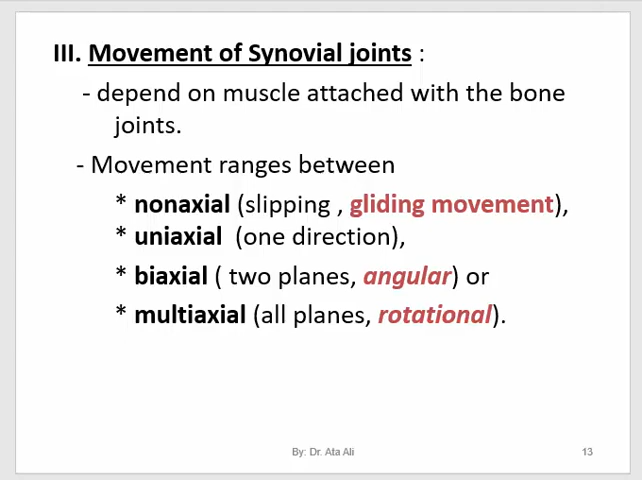 III. Movement of Synovial joints :
- depend on muscle attached with the bone
joints.
- Movement ranges between
* nonaxial (slipping , gliding movement),
* uniaxial (one direction),
* biaxial ( two planes, angular) or
* multiaxial (all planes, rotational).
By: Dr. Ata Ali
13